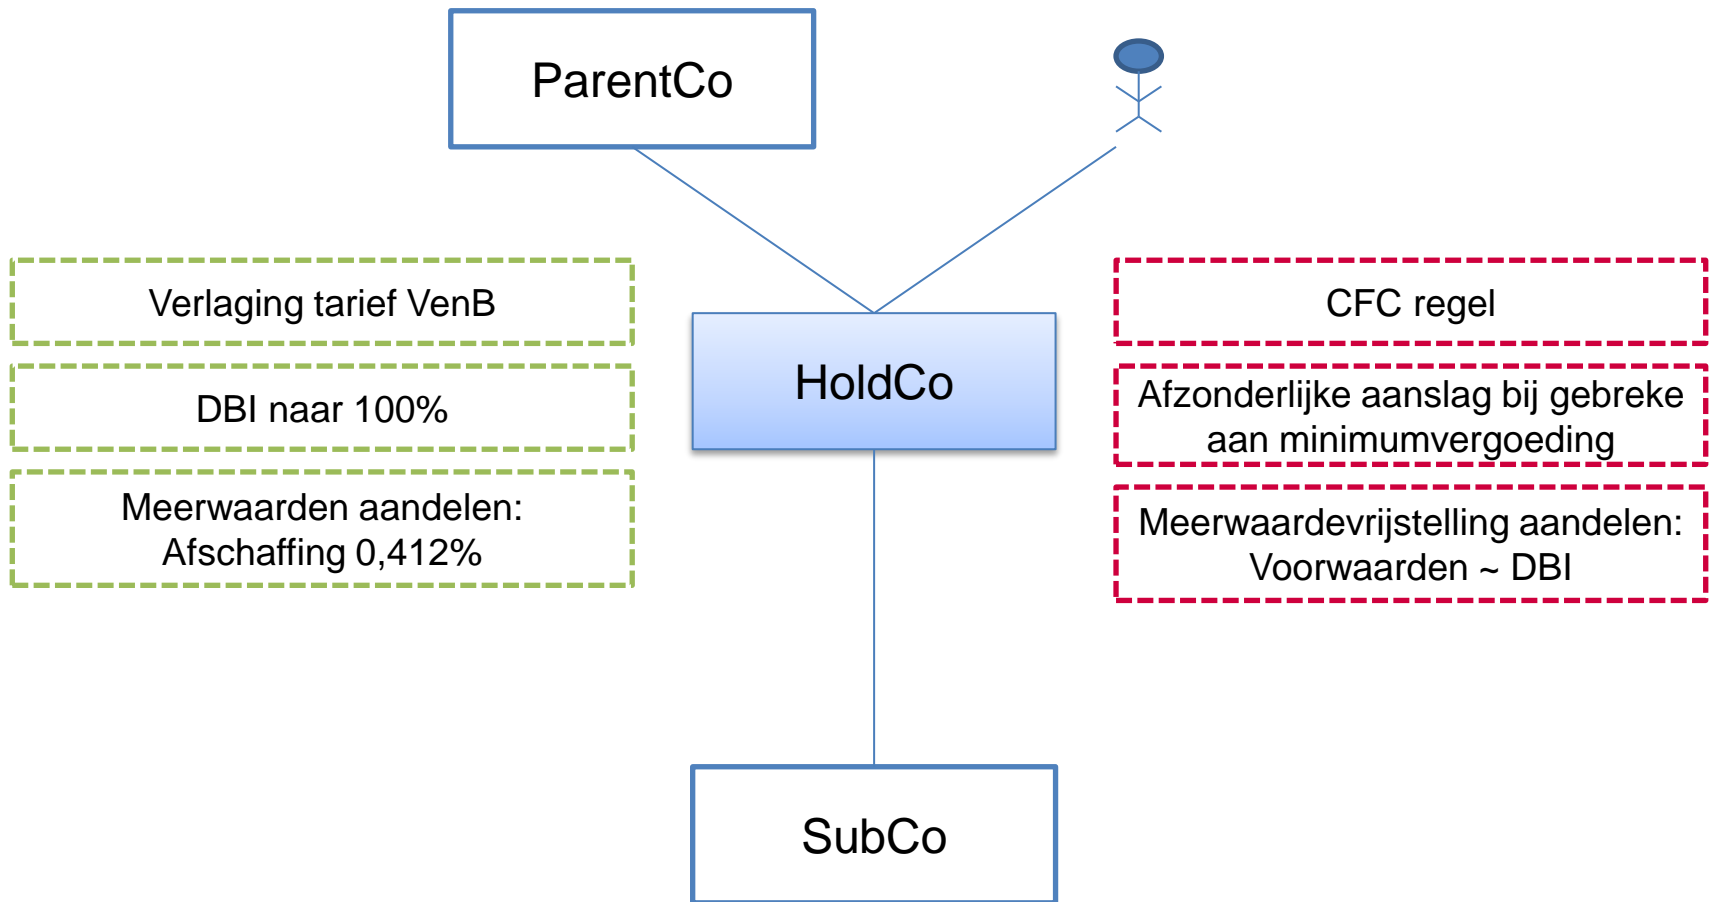 ParentCo
Verlaging tarief VenB
DBI naar 100%
Meerwaarden aandelen:
Afschaffing 0,412%
HoldCo
CFC regel
Afzonderlijke aanslag bij gebreke
aan minimumvergoeding
Meerwaardevrijstelling aandelen:
Voorwaarden ~ DBI
SubCo